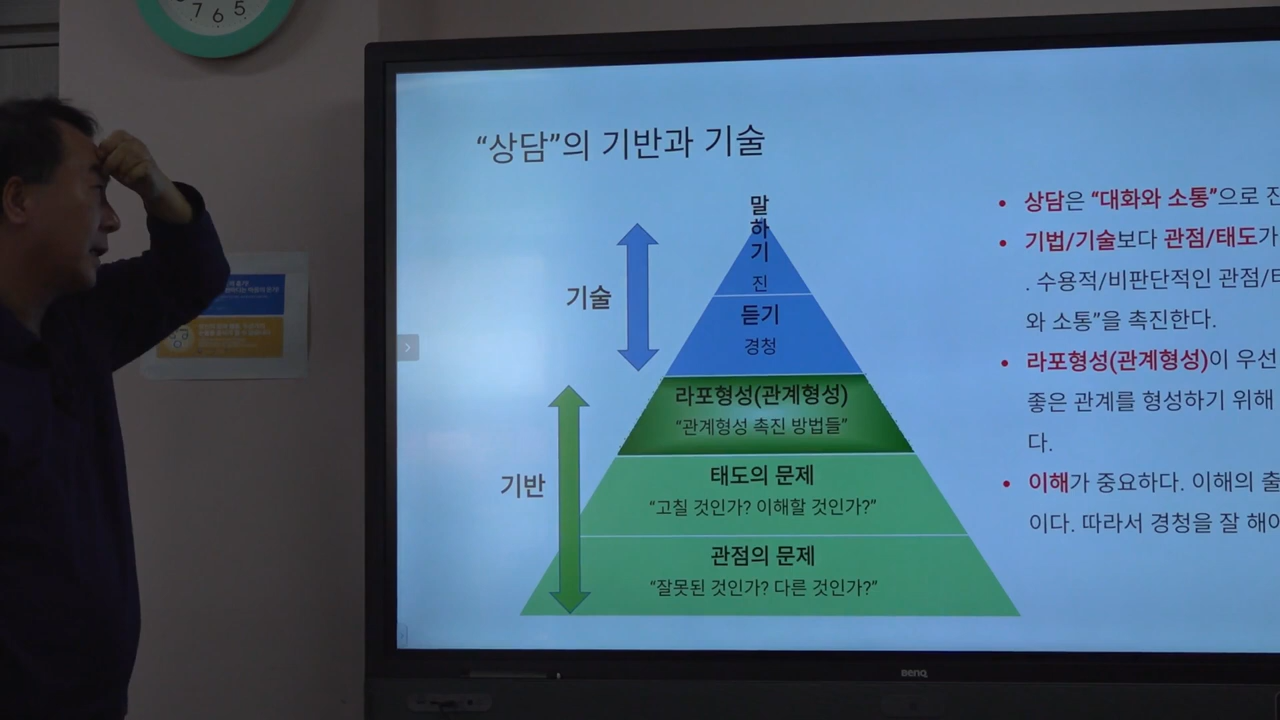 7 6 5
“상담”의 기반과 기술
말
하
기
진
듣기
경청
기술
라포형성(관계형성)
“관계형성 촉진 방법들”
기반
태도의 문제
“고칠 것인가? 이해할 것인가?”
관점의 문제
“잘못된 것인가? 다른 것인가?”
• 상담은 “대화와 소통”으로
• 기법/기술보다 관점/태도가
. 수용적/비판단적인 관점/
와 소통”을 촉진한다.
• 라포형성(관계형성)이 우선
좋은 관계를 형성하기 위해
다.
• 이해가 중요하다. 이해의
이다. 따라서 경청을 잘 해야
BenQ